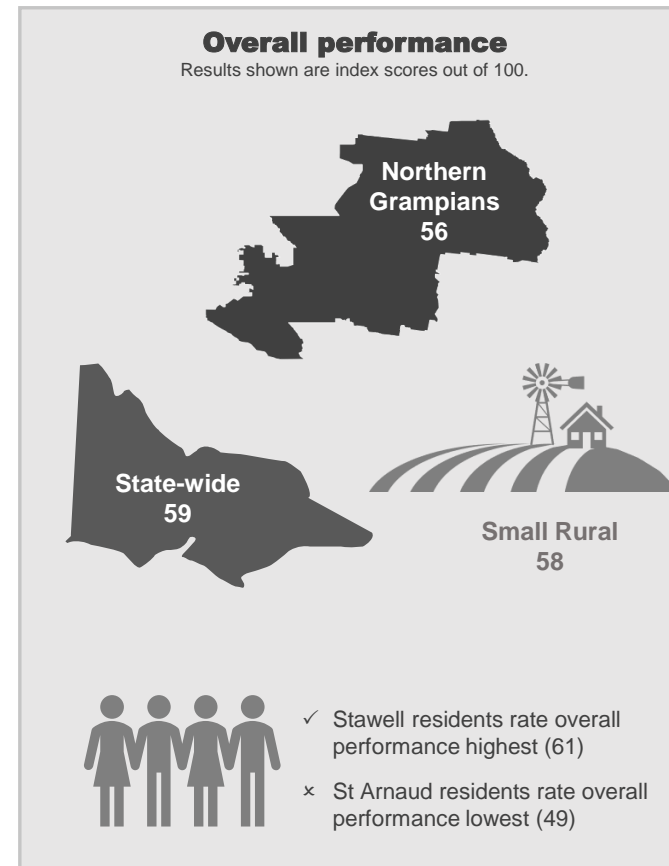 Overall performance
Results shown are index scores out of 100.
Northern
Grampians
56
State-wide
59
Small Rural
58
✓ Stawell residents rate overall
performance highest (61)
× St Arnaud residents rate overall
performance lowest (49)